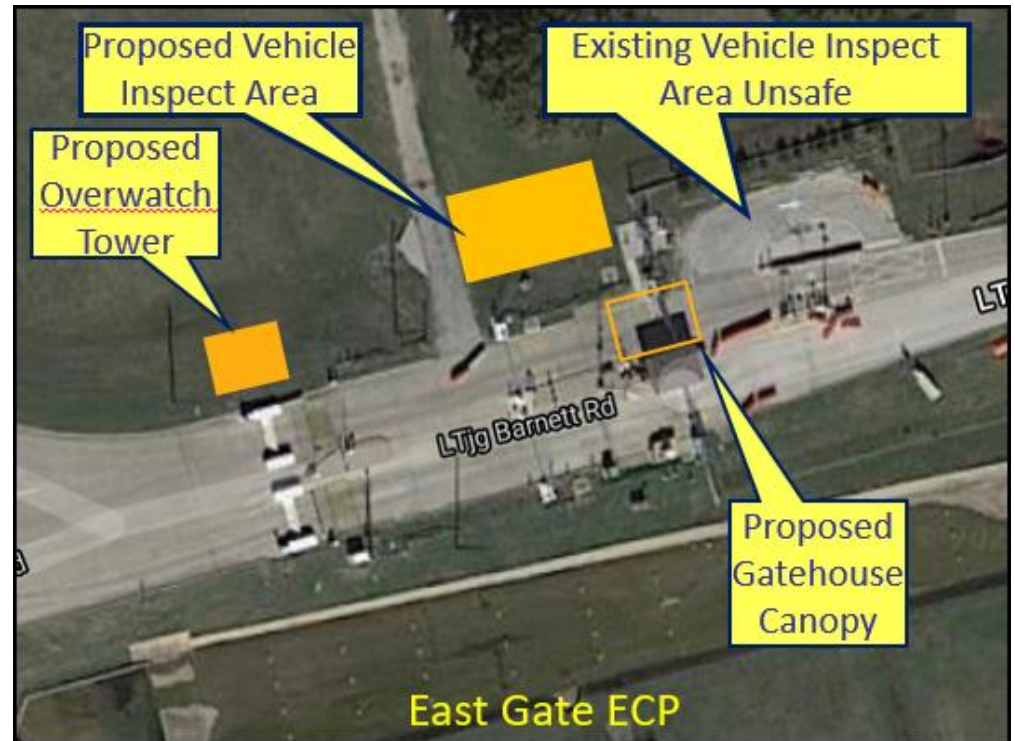 Proposed Vehicle
Inspect Area
Existing Vehicle Inspect
Area Unsafe
Proposed
Overwatch
Tower
LT
LTjg Barnett Rd
Proposed
Gatehouse
Canopy
d
East Gate ECP